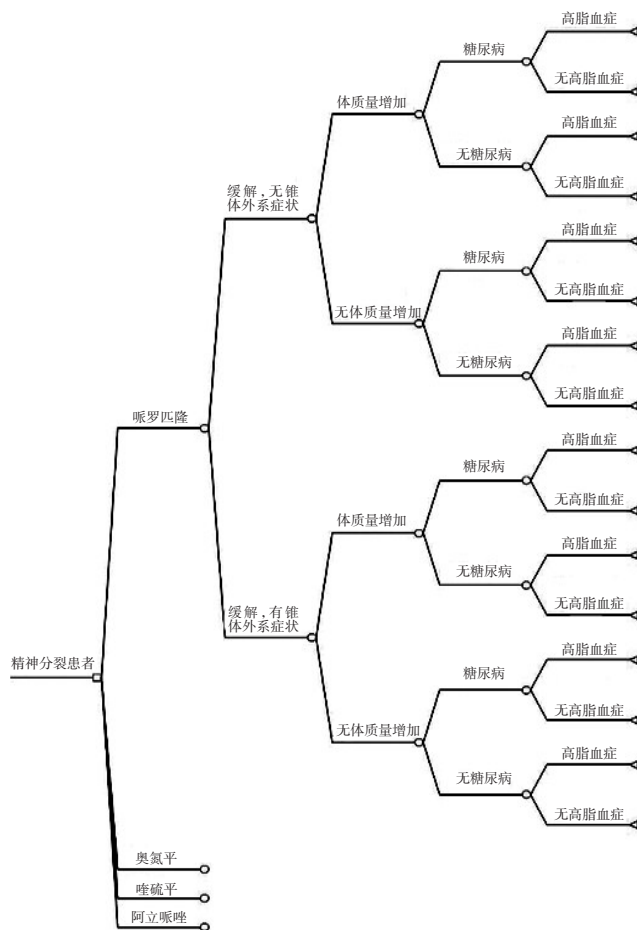 高脂血症
糖尿病
无高脂血症
体质量增加
高脂血症
无糖尿病
无高脂血症
缓解，无锥
体外系症状
高脂血症
糖尿病
无高脂血症
无体质量增加
高脂血症
无糖尿病
无高脂血症
哌罗匹隆
高脂血症
糖尿病
无高脂血症
体质量增加
高脂血症
无糖尿病
无高脂血症
缓解，有锥
体外系症状
高脂血症
糖尿病
无高脂血症
无体质量增加
高脂血症
无糖尿病
无高脂血症
精神分裂患者
奥氮平
喹硫平
阿立哌唑